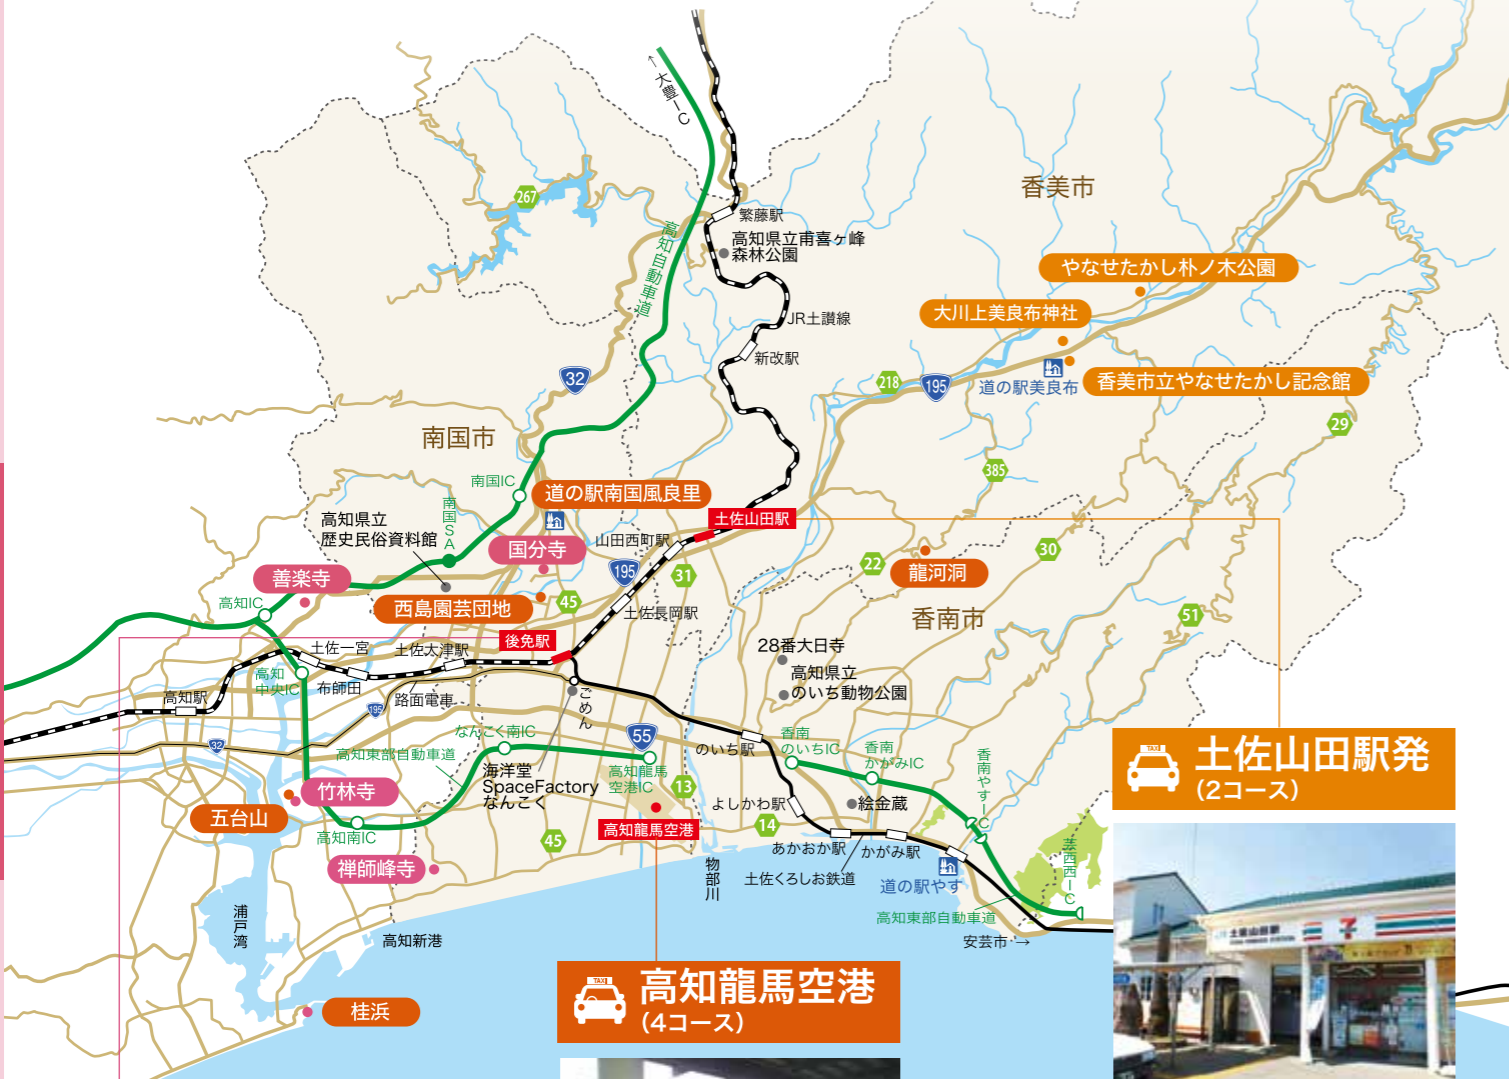 ←大豊IC
香美市
267
繁藤駅
高知県立甫喜ヶ峰
森林公園
高知自動車道
やなせたかし朴ノ木公園
大川上美良布神社
JR土讃線
新改駅
32
218
195
道の駅美良布
香美市立やなせたかし記念館
29
南国市
385
南国IC
道の駅南国風良里
南国SA
高知県立
歴史民俗資料館
土佐山田駅
山田西町駅
国分寺
195
31
22
龍河洞
30
善楽寺
高知IC
西島園芸団地
45
土佐長岡駅
香南市
51
後免駅
土佐一宮
土佐大津駅
28番大日寺
高知県立
のいち動物公園
高知
中央IC
布師田
高知駅
路面電車
195
ごめん
32
なんごく南IC
55
のいち駅
香南
のいちIC
香南
かがみIC
香南やすIC
高知東部自動車道
海洋堂
SpaceFactory
なんこく
高知龍馬
空港IC
13
土佐山田駅発
(2コース)
TAXI
竹林寺
五台山
高知南IC
よしかわ駅
絵金蔵
14
高知龍馬空港
45
あかおか駅
かがみ駅
芸西西IC
禅師峰寺
物部川
土佐くろしお鉄道
道の駅やす
高知東部自動車道
浦戸湾
高知新港
安芸市→
土佐山田駅
7
TAXI
高知龍馬空港
(4コース)
桂浜